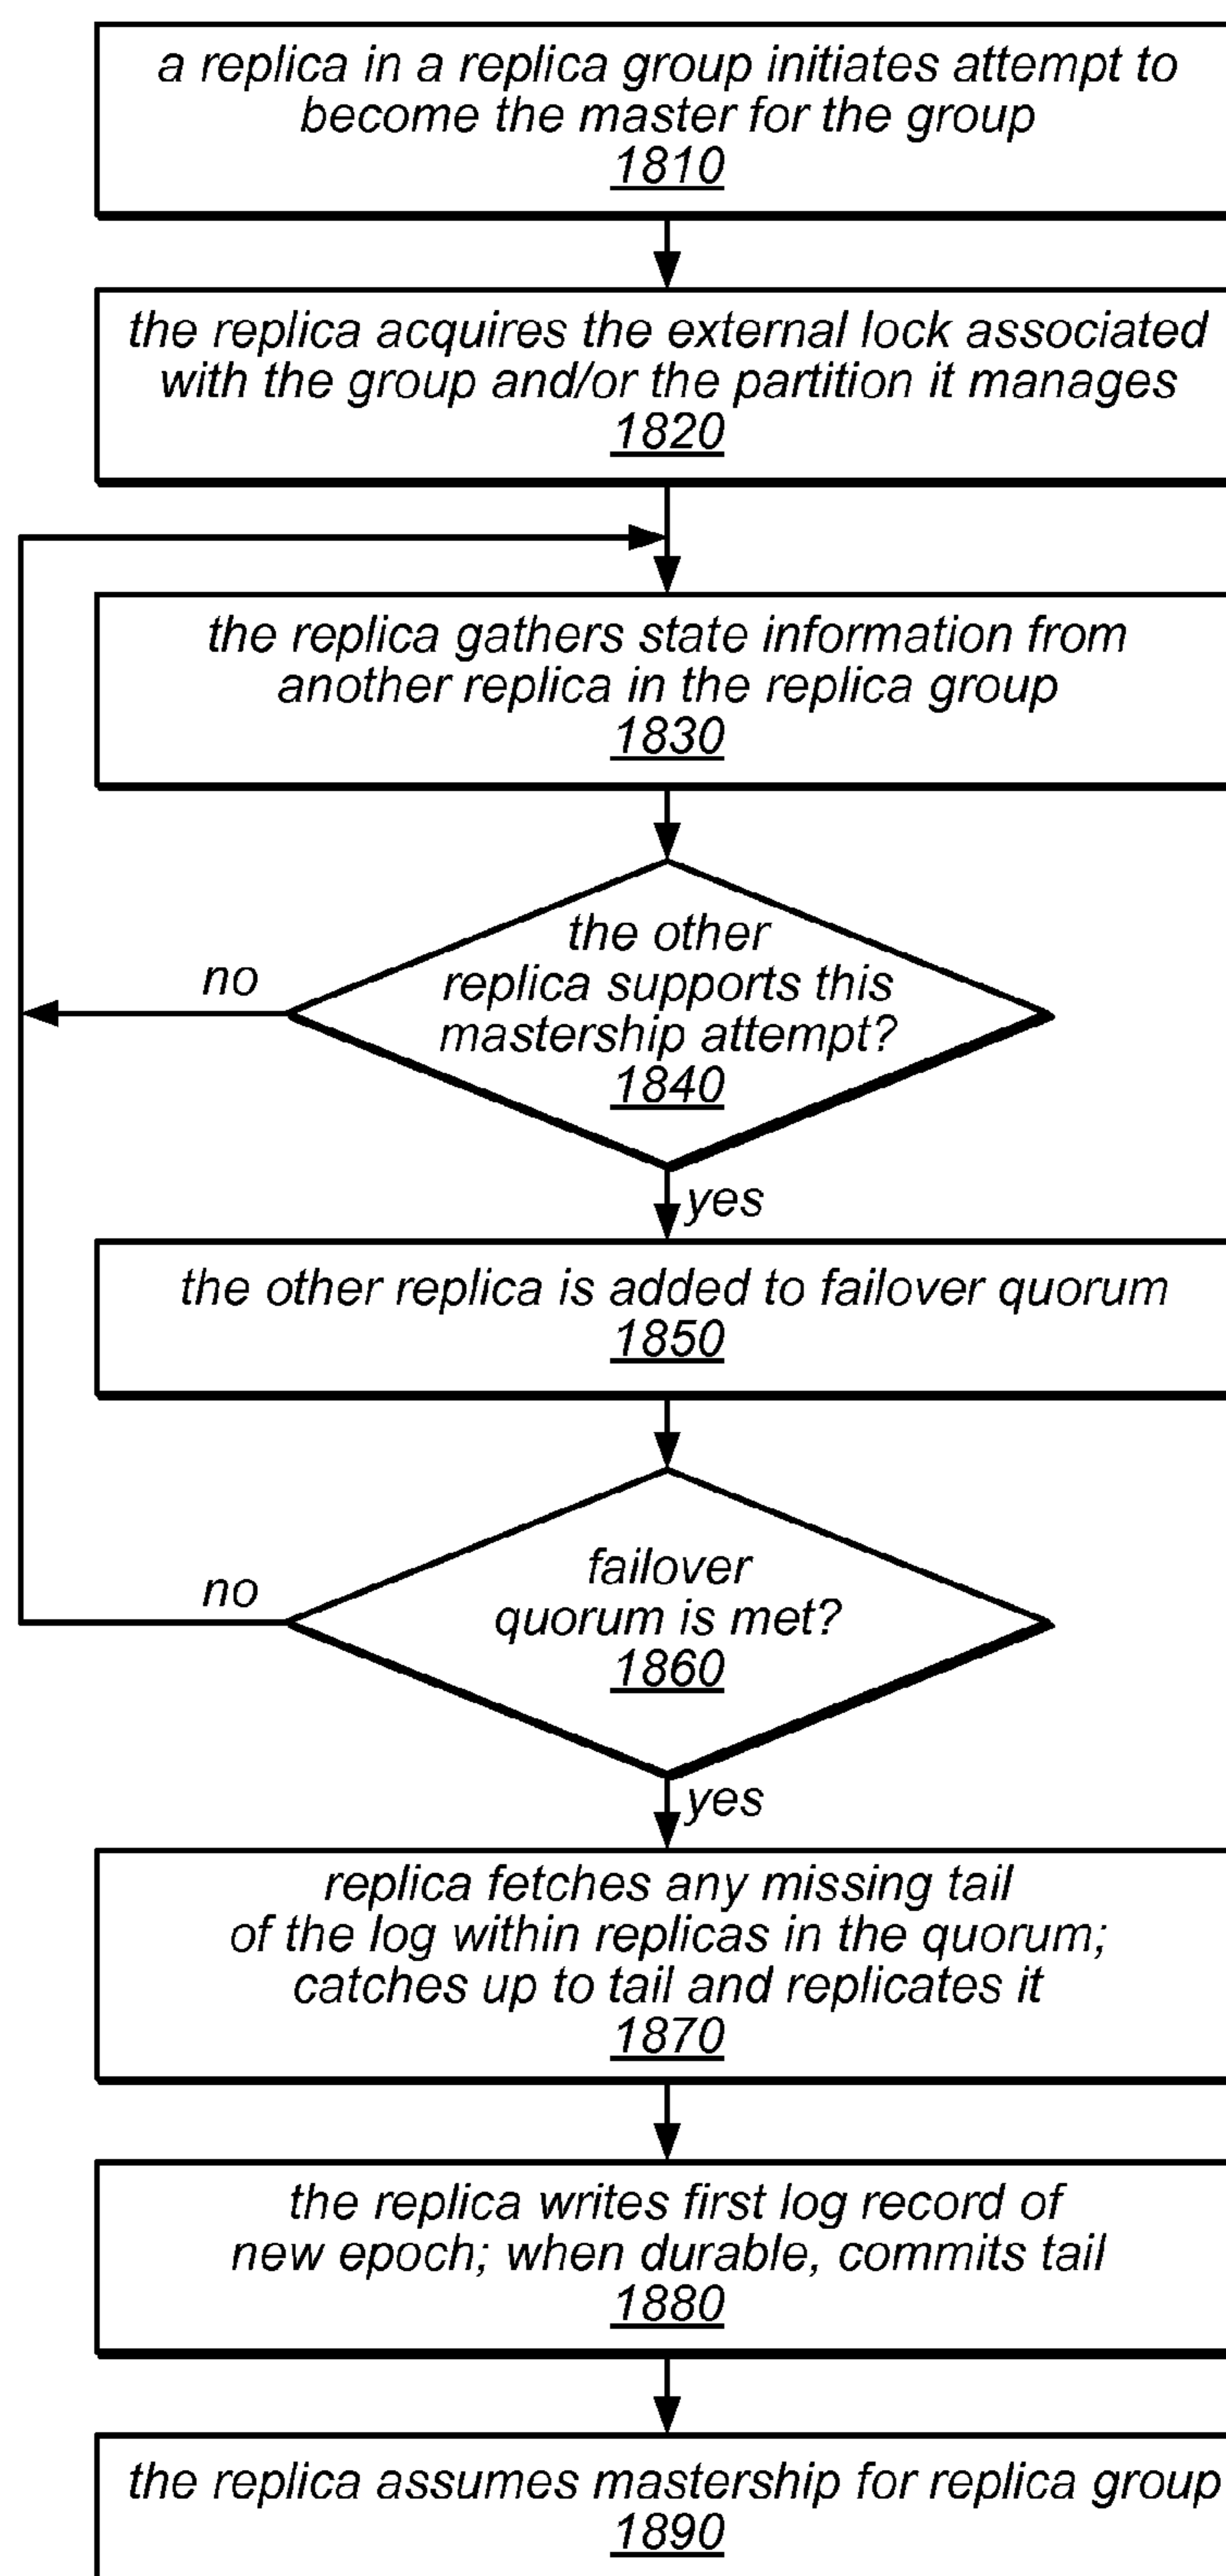 a replica in a replica group initiates attempt to
become the master for the group
1810
the replica acquires the external lock associated
with the group and/or the partition it manages
1820
the replica gathers state information from
another replica in the replica group
1830
the other
replica supports this
mastership attempt?
1840
no
yes
the other replica is added to failover quorum
1850
failover
quorum is met?
1860
no
yes
replica fetches any missing tail
of the log within replicas in the quorum;
catches up to tail and replicates it
1870
the replica writes first log record of
new epoch; when durable, commits tail
1880
the replica assumes mastership for replica group
1890